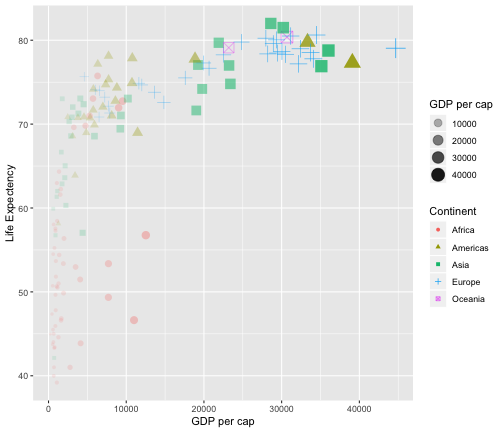 80
70
60
50
40
Life Expectency
0
10000
20000
30000
40000
GDP per cap
GDP per cap
10000
20000
30000
40000
Continent
Africa
Americas
Asia
Europe
Oceania